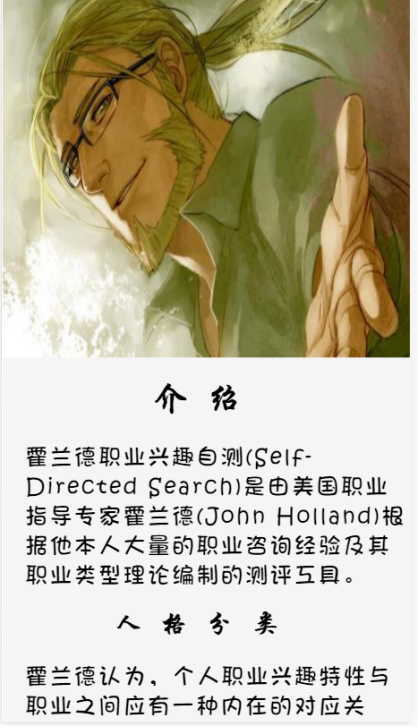 介 绍
霍兰德职业兴趣自测(Self-
Directed Search)是由美国职业
指导专家霍兰德(John Holland)根
据他本人大量的职业咨询经验及其
职业类型理论编制的测评工具。
人 格 分 类
霍兰德认为，个人职业兴趣特性与
职业之间应有一种内在的对应关